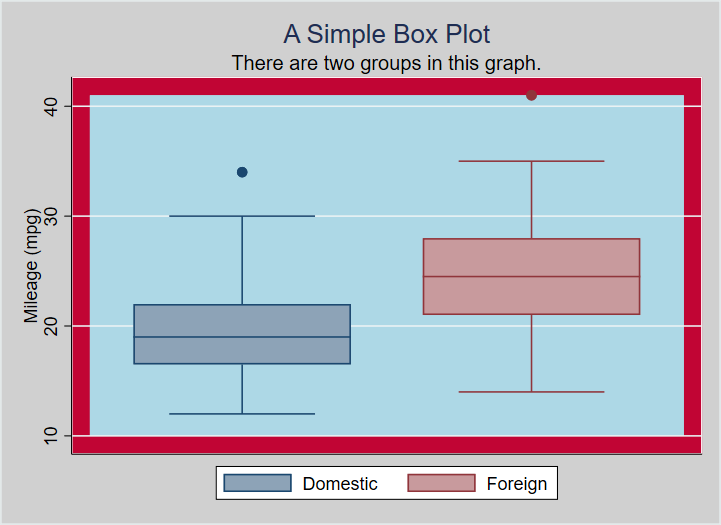 A Simple Box Plot
There are two groups in this graph.
Mileage (mpg)
40
30
20
10
Domestic
Foreign